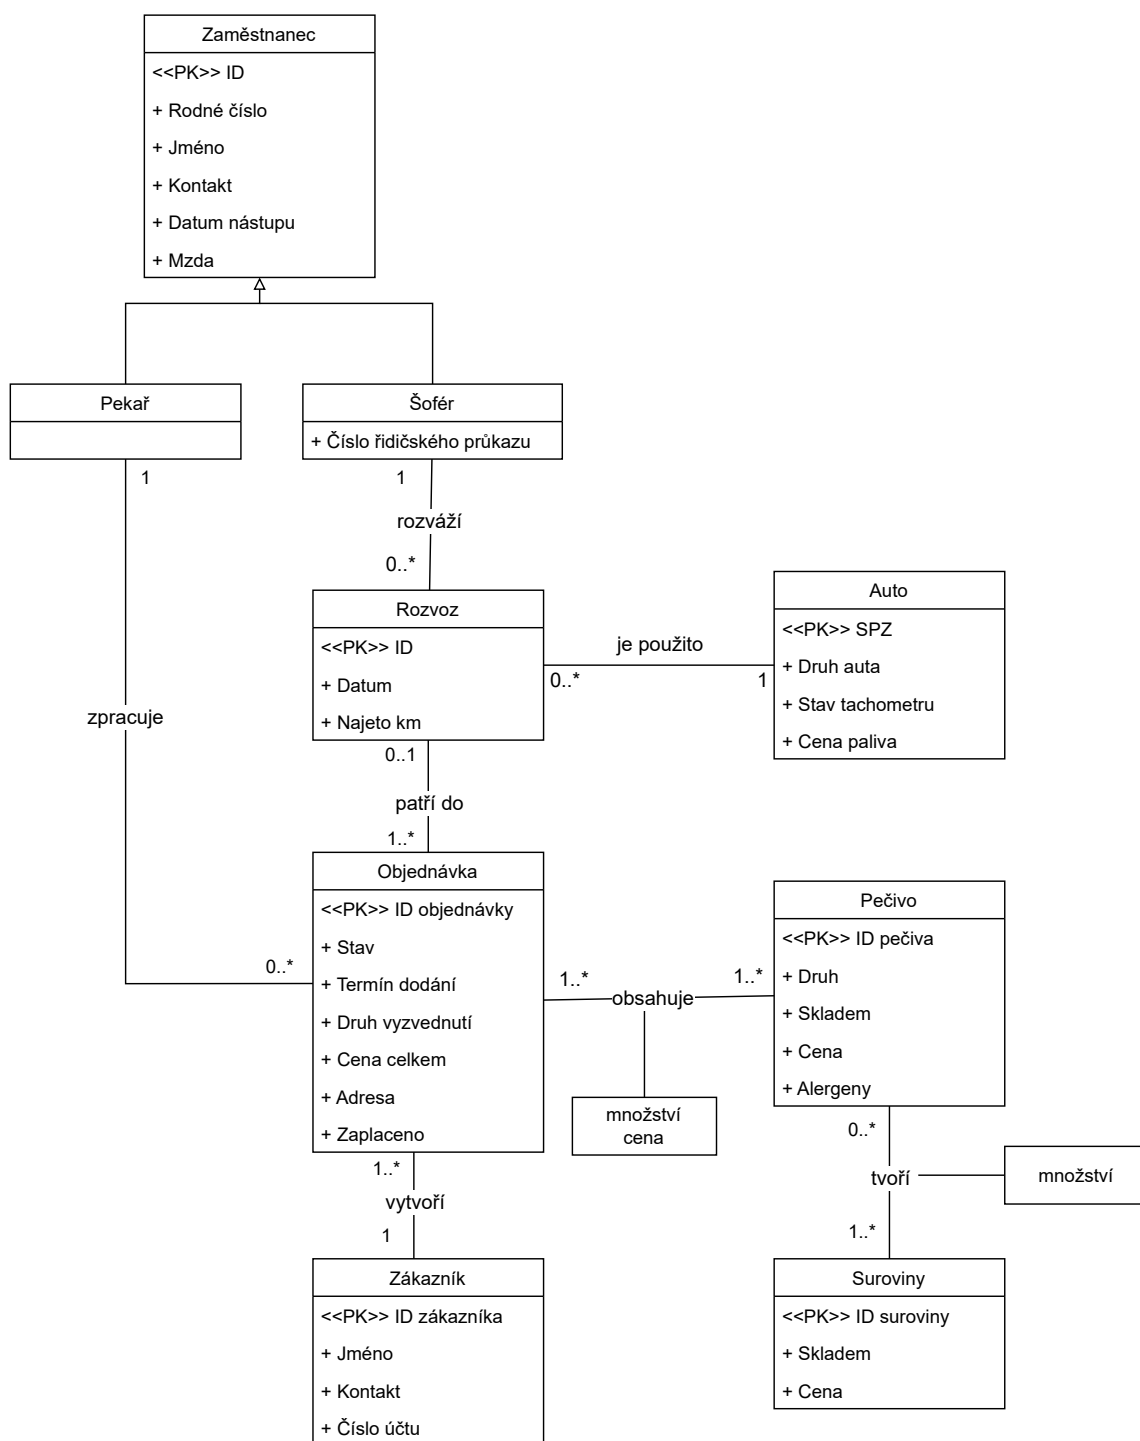 Zaměstnanec
<<PK>> ID
+ Rodné číslo
+ Jméno
+ Kontakt
+ Datum nástupu
+ Mzda
Pekař
Šofér
+ Číslo řidičského průkazu
1
1
rozváží
0..*
Rozvoz
<<PK>> ID
+ Datum
+ Najeto km
je použito
0..*
1
Auto
<<PK>> SPZ
+ Druh auta
+ Stav tachometru
+ Cena paliva
zpracuje
0..1
patří do
1..*
0..*
Objednávka
<<PK>> ID objednávky
+ Stav
+ Termín dodání
+ Druh vyzvednutí
+ Cena celkem
+ Adresa
+ Zaplaceno
1..*
obsahuje
1..*
množství
cena
Pečivo
<<PK>> ID pečiva
+ Druh
+ Skladem
+ Cena
+ Alergeny
0..*
tvoří
množství
1..*
1..*
vytvoří
1
Zákazník
<<PK>> ID zákazníka
+ Jméno
+ Kontakt
+ Číslo účtu
Suroviny
<<PK>> ID suroviny
+ Skladem
+ Cena